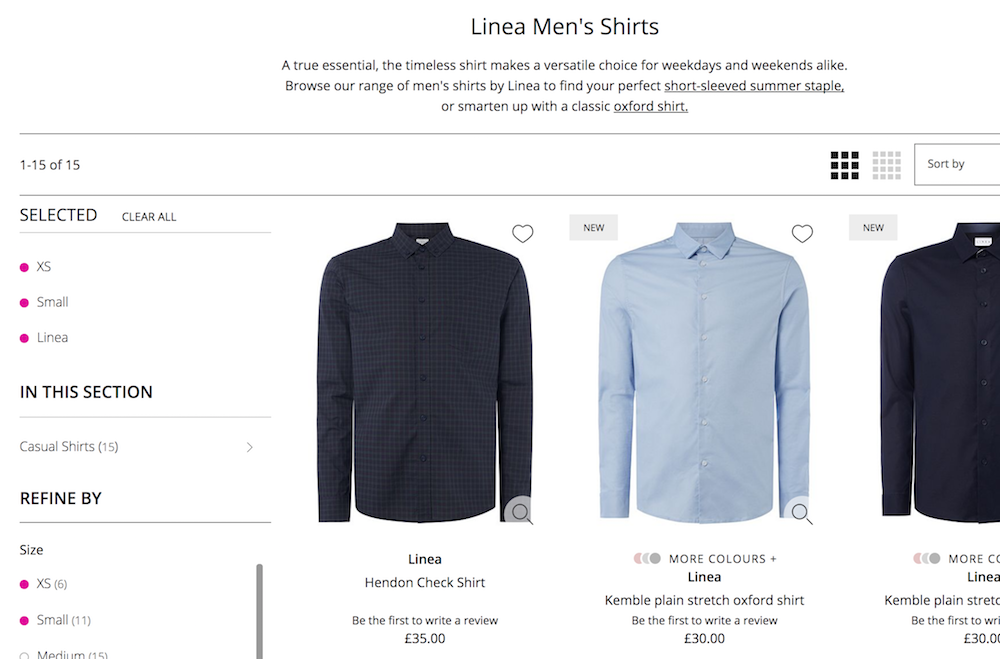 Linea Men's Shirts
A true essential, the timeless shirt makes a versatile choice for weekdays and weekends alike.
Browse our range of men's shirts by Linea to find your perfect short-sleeved summer staple,
or smarten up with a classic oxford shirt.
1-15 of 15
Sort by
SELECTED
CLEAR ALL
XS
Small
Linea
IN THIS SECTION
Casual Shirts (15)
REFINE BY
Size
XS (6)
Small (11)
Medium (15)
Linea
Hendon Check Shirt
Be the first to write a review
£35.00
NEW
MORE COLOURS +
Linea
Kemble plain stretch oxford shirt
Be the first to write a review
£30.00
NEW
MORE CO
Linea
Kemble plain stretc
Be the first to wri
£30.00